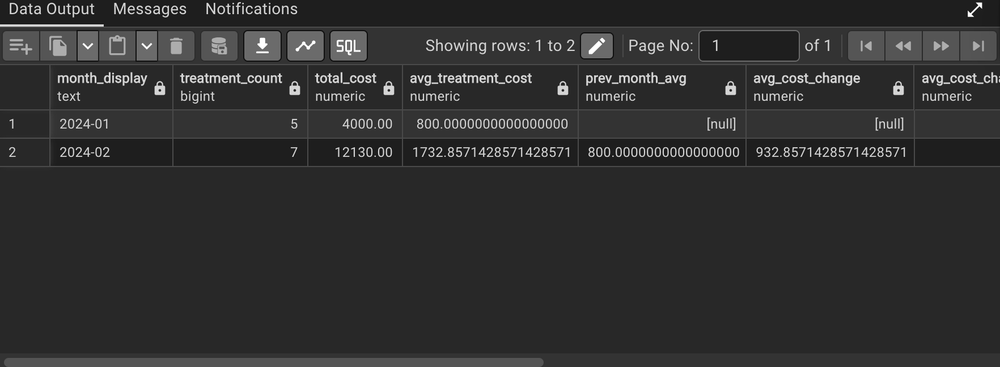 Data Output Messages Notifications
SQL Showing rows: 1 to 2 Page No: 1 of 1
month_display treatment_count total_cost avg_treatment_cost prev_month_avg avg_cost_change avg_cost_cha
text bigint numeric numeric numeric numeric numeric
1 2024-01 5 4000.00 800.0000000000000000 [null] [null]
2 2024-02 7 12130.00 1732.8571428571428571 800.0000000000000000 932.8571428571428571